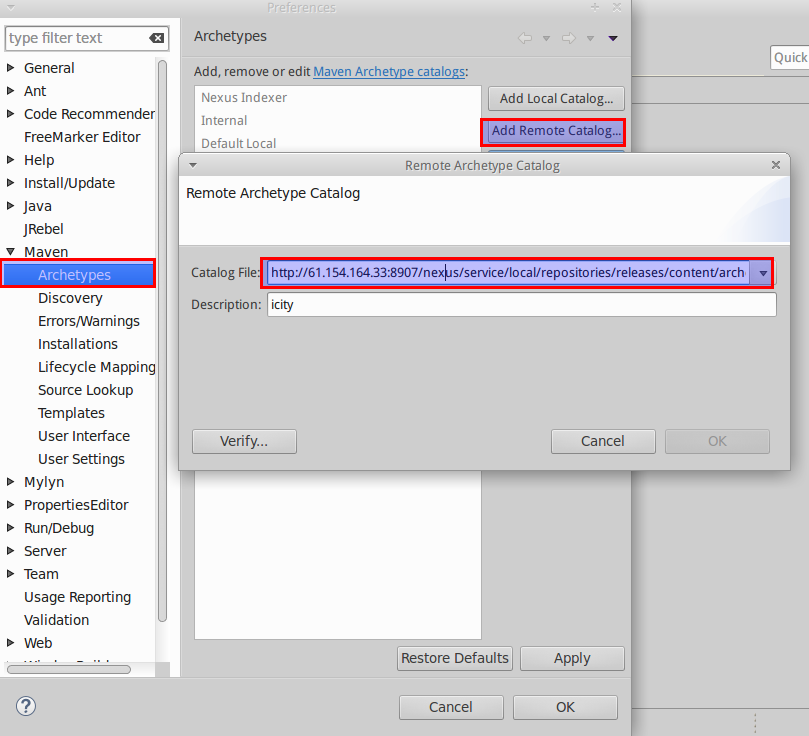 Preferences
type filter text
Archetypes
Quick
Add, remove or edit Maven Archetype catalogs:
General
Ant
Code Recommender
FreeMarker Editor
Help
Install/Update
Java
JRebel
Maven
Archetypes
Discovery
Errors/Warnings
Installations
Lifecycle Mapping
Source Lookup
Templates
User Interface
User Settings
Mylyn
PropertiesEditor
Run/Debug
Server
Team
Usage Reporting
Validation
Web
Nexus Indexer
Internal
Default Local
Add Local Catalog...
Add Remote Catalog...
Remote Archetype Catalog
Remote Archetype Catalog
Catalog File: http://61.154.164.33:8907/nexus/service/local/repositories/releases/content/arch
Description: icity
Verify...
Cancel
OK
Restore Defaults
Apply
?
Cancel
OK